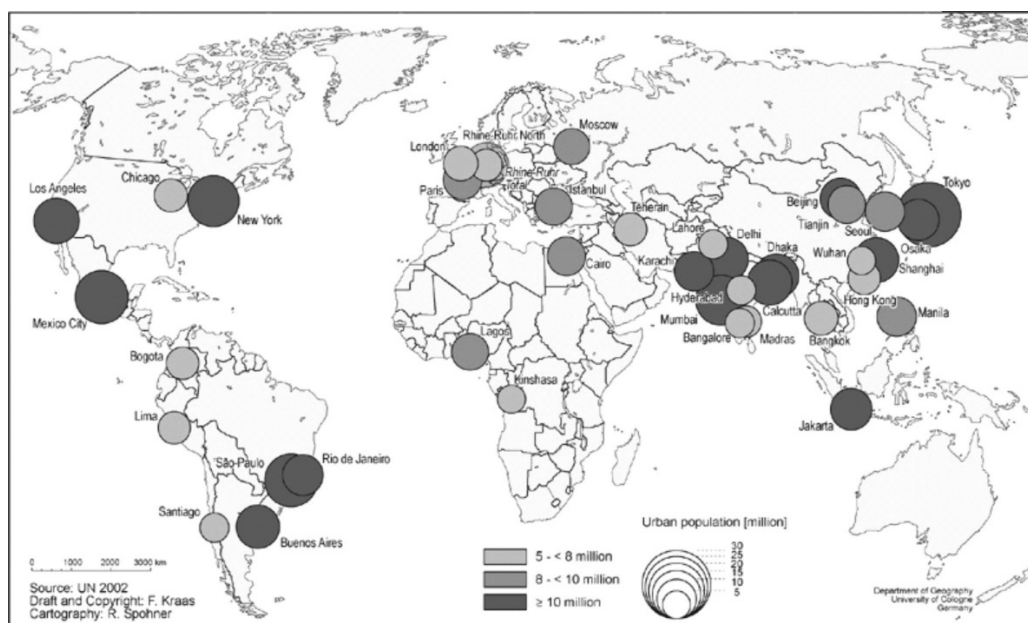 Moscow
Rhine-Ruhr North
London
Rhine-Ruhr
Total
Paris
Istanbul
Chicago
Los Angeles
New York
Mexico City
Teheran
Lahore
Delhi
Karachi
Dhaka
Cairo
Hyderabad
Calcutta
Mumbai
Bangalore
Madras
Beijing
Tianjin
Seoul
Tokyo
Osaka
Wuhan
Shanghai
Hong Kong
Manila
Bangkok
Lagos
Kinshasa
Bogota
Lima
Jakarta
São-Paulo
Rio de Janeiro
Santiago
Buenos Aires
0 1000 2000 3000 km
Source: UN 2002
Draft and Copyright: F. Kraas
Cartography: R. Spohner
5 - < 8 million
8 - < 10 million
≥ 10 million
Urban population [million]
30
25
20
15
10
5
Department of Geography
University of Cologne
Germany